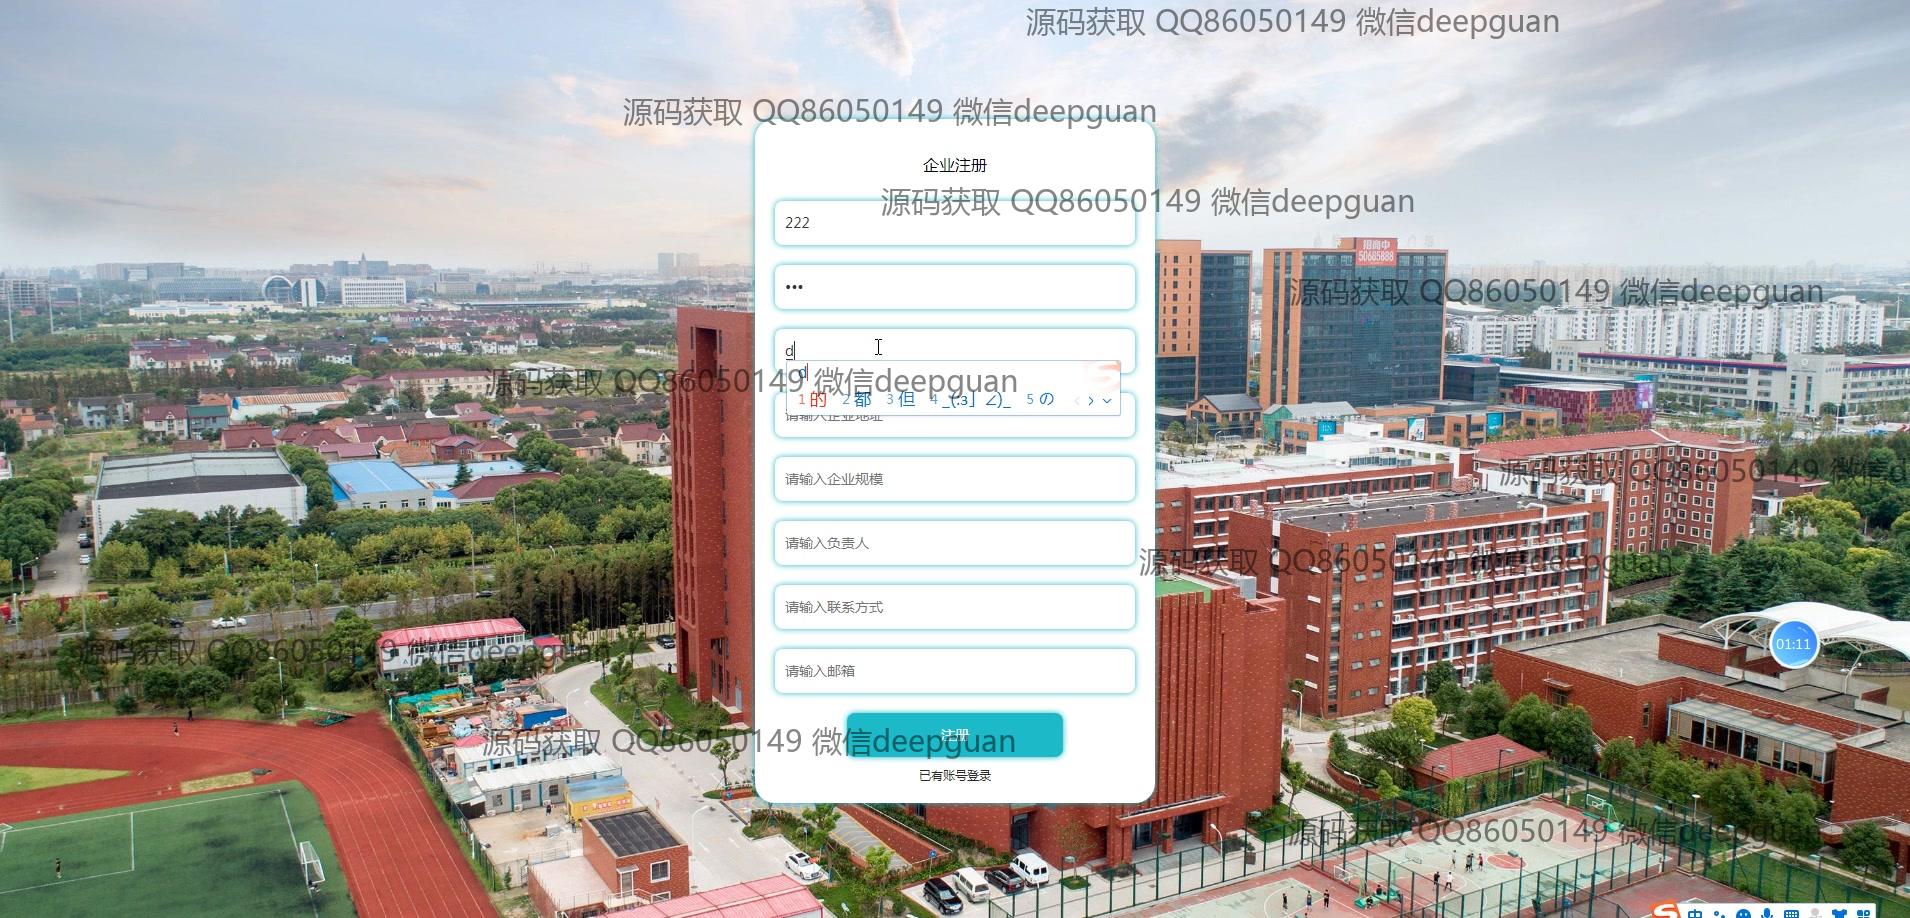 源码获取 QQ86050149 微信deepguan
源码获取 QQ86050149 微信deepguan
企业注册
源码获取 QQ86050149 微信deepguan
222
招商中
50685888
•••
源码获取 QQ86050149 微信deepguan
d
d
源码获取 QQ86050149 微信deepguan
1 的 2 都 3 但 4 _(:з」∠)_ 5 の
请输入企业地址
请输入企业规模
源码获取 QQ86050149 微信d
请输入负责人
源码获取 QQ86050149 微信deepguan
请输入联系方式
源码获取 QQ86050149 微信deepguan
01:11
请输入邮箱
注册
源码获取 QQ86050149 微信deepguan
已有账号登录
源码获取 QQ86050149 微信deepguan
中